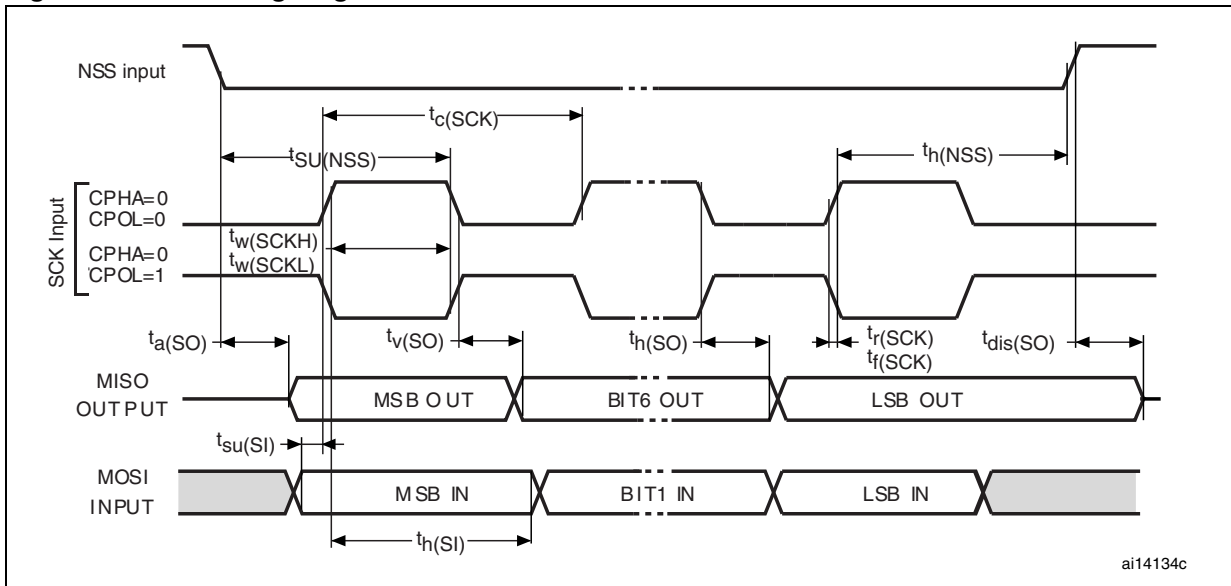 NSS input
tc(SCK)
tSU(NSS)
th(NSS)
SCK Input
CPHA=0
CPOL=0
tw(SCKH)
CPHA=0
tw(SCKL)
CPOL=1
ta(SO)
tv(SO)
th(SO)
tr(SCK)
tf(SCK)
tdis(SO)
MISO
OUTPUT
MSB OUT
BIT6 OUT
LSB OUT
tsu(SI)
MOSI
INPUT
MSB IN
BIT1 IN
LSB IN
th(SI)
ai14134c